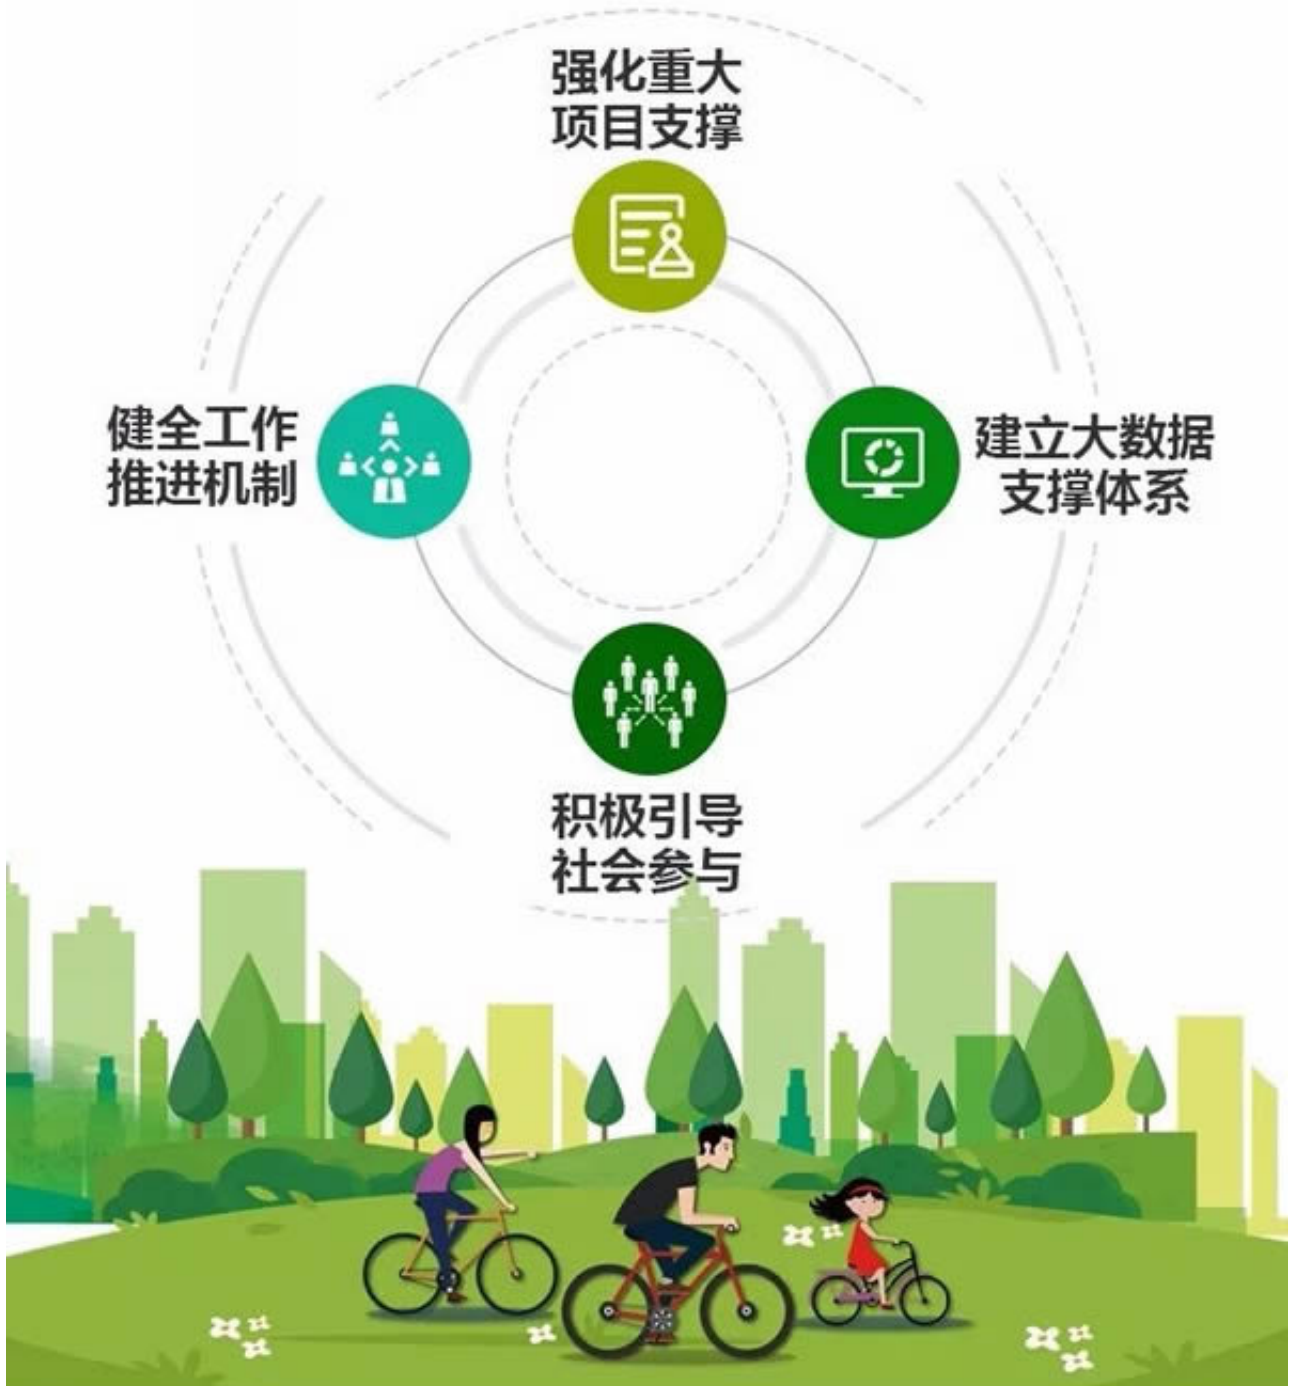 强化重大
项目支撑
健全工作
推进机制
建立大数据
支撑体系
积极引导
社会参与